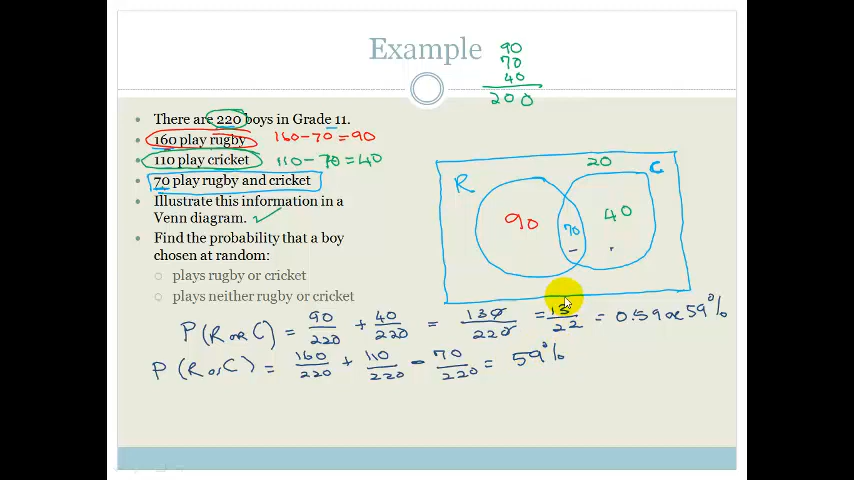 Example
90
70
40
200
There are 220 boys in Grade 11.
160 play rugby 160-70=90
110 play cricket 110-70=40
70 play rugby and cricket
Illustrate this information in a
Venn diagram. ✓
Find the probability that a boy
chosen at random:
plays rugby or cricket
plays neither rugby or cricket
20
R C
90 70 40
P(R or C) = 90/220 + 40/220 = 130/220 = 13/22 = 0.59 or 59%
P(R or C) = 160/220 + 110/220 - 70/220 = 59%